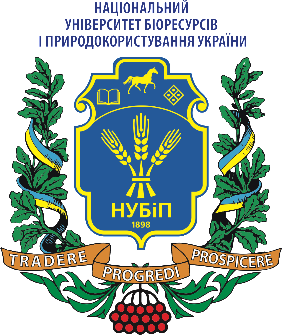 НАЦІОНАЛЬНИЙ
УНІВЕРСИТЕТ БІОРЕСУРСІВ
І ПРИРОДОКОРИСТУВАННЯ УКРАЇНИ
НУБіП
1898
TRADERE
PROGREDI
PROSPICERE